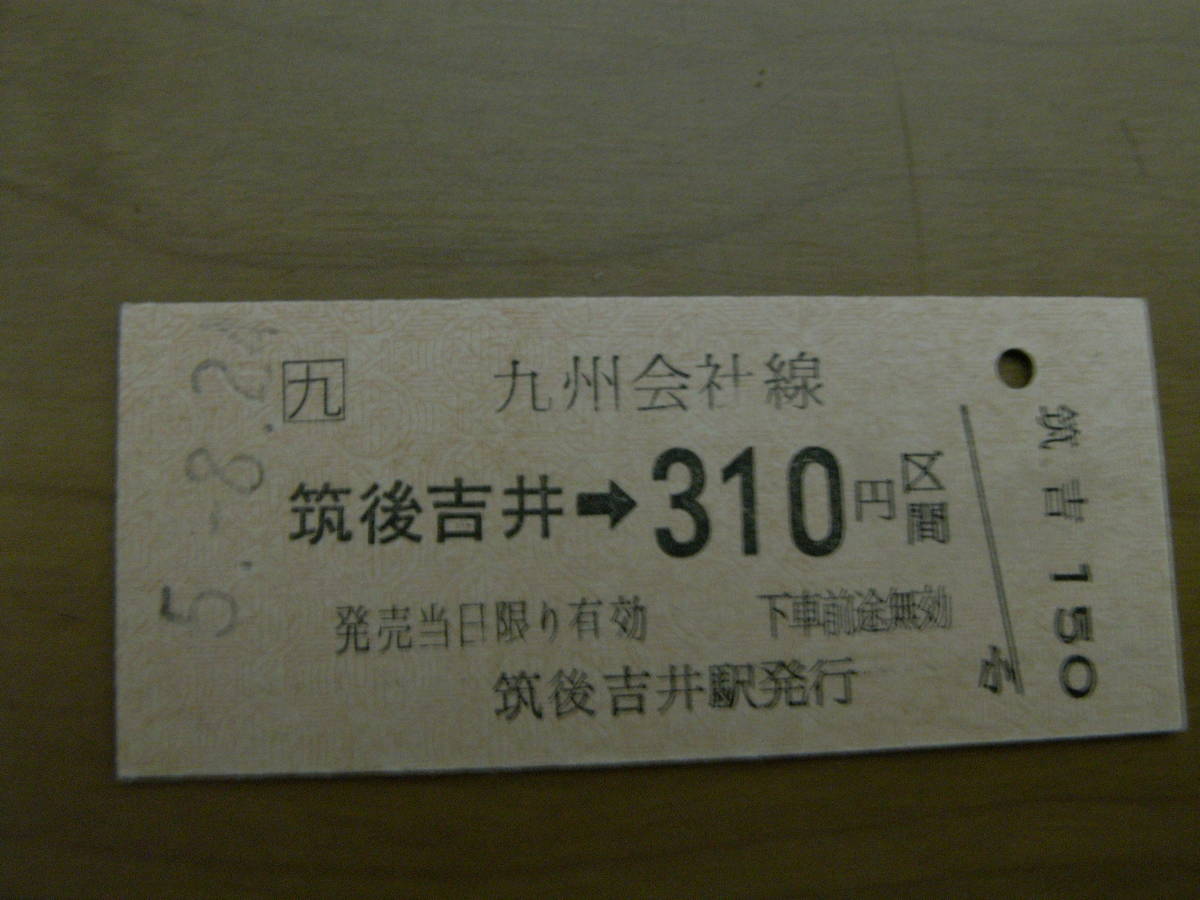 5.-8.2
九 九州会社線
筑後吉井➡310円区間
発売当日限り有効 下車前途無効
筑後吉井駅発行
筑吉 150